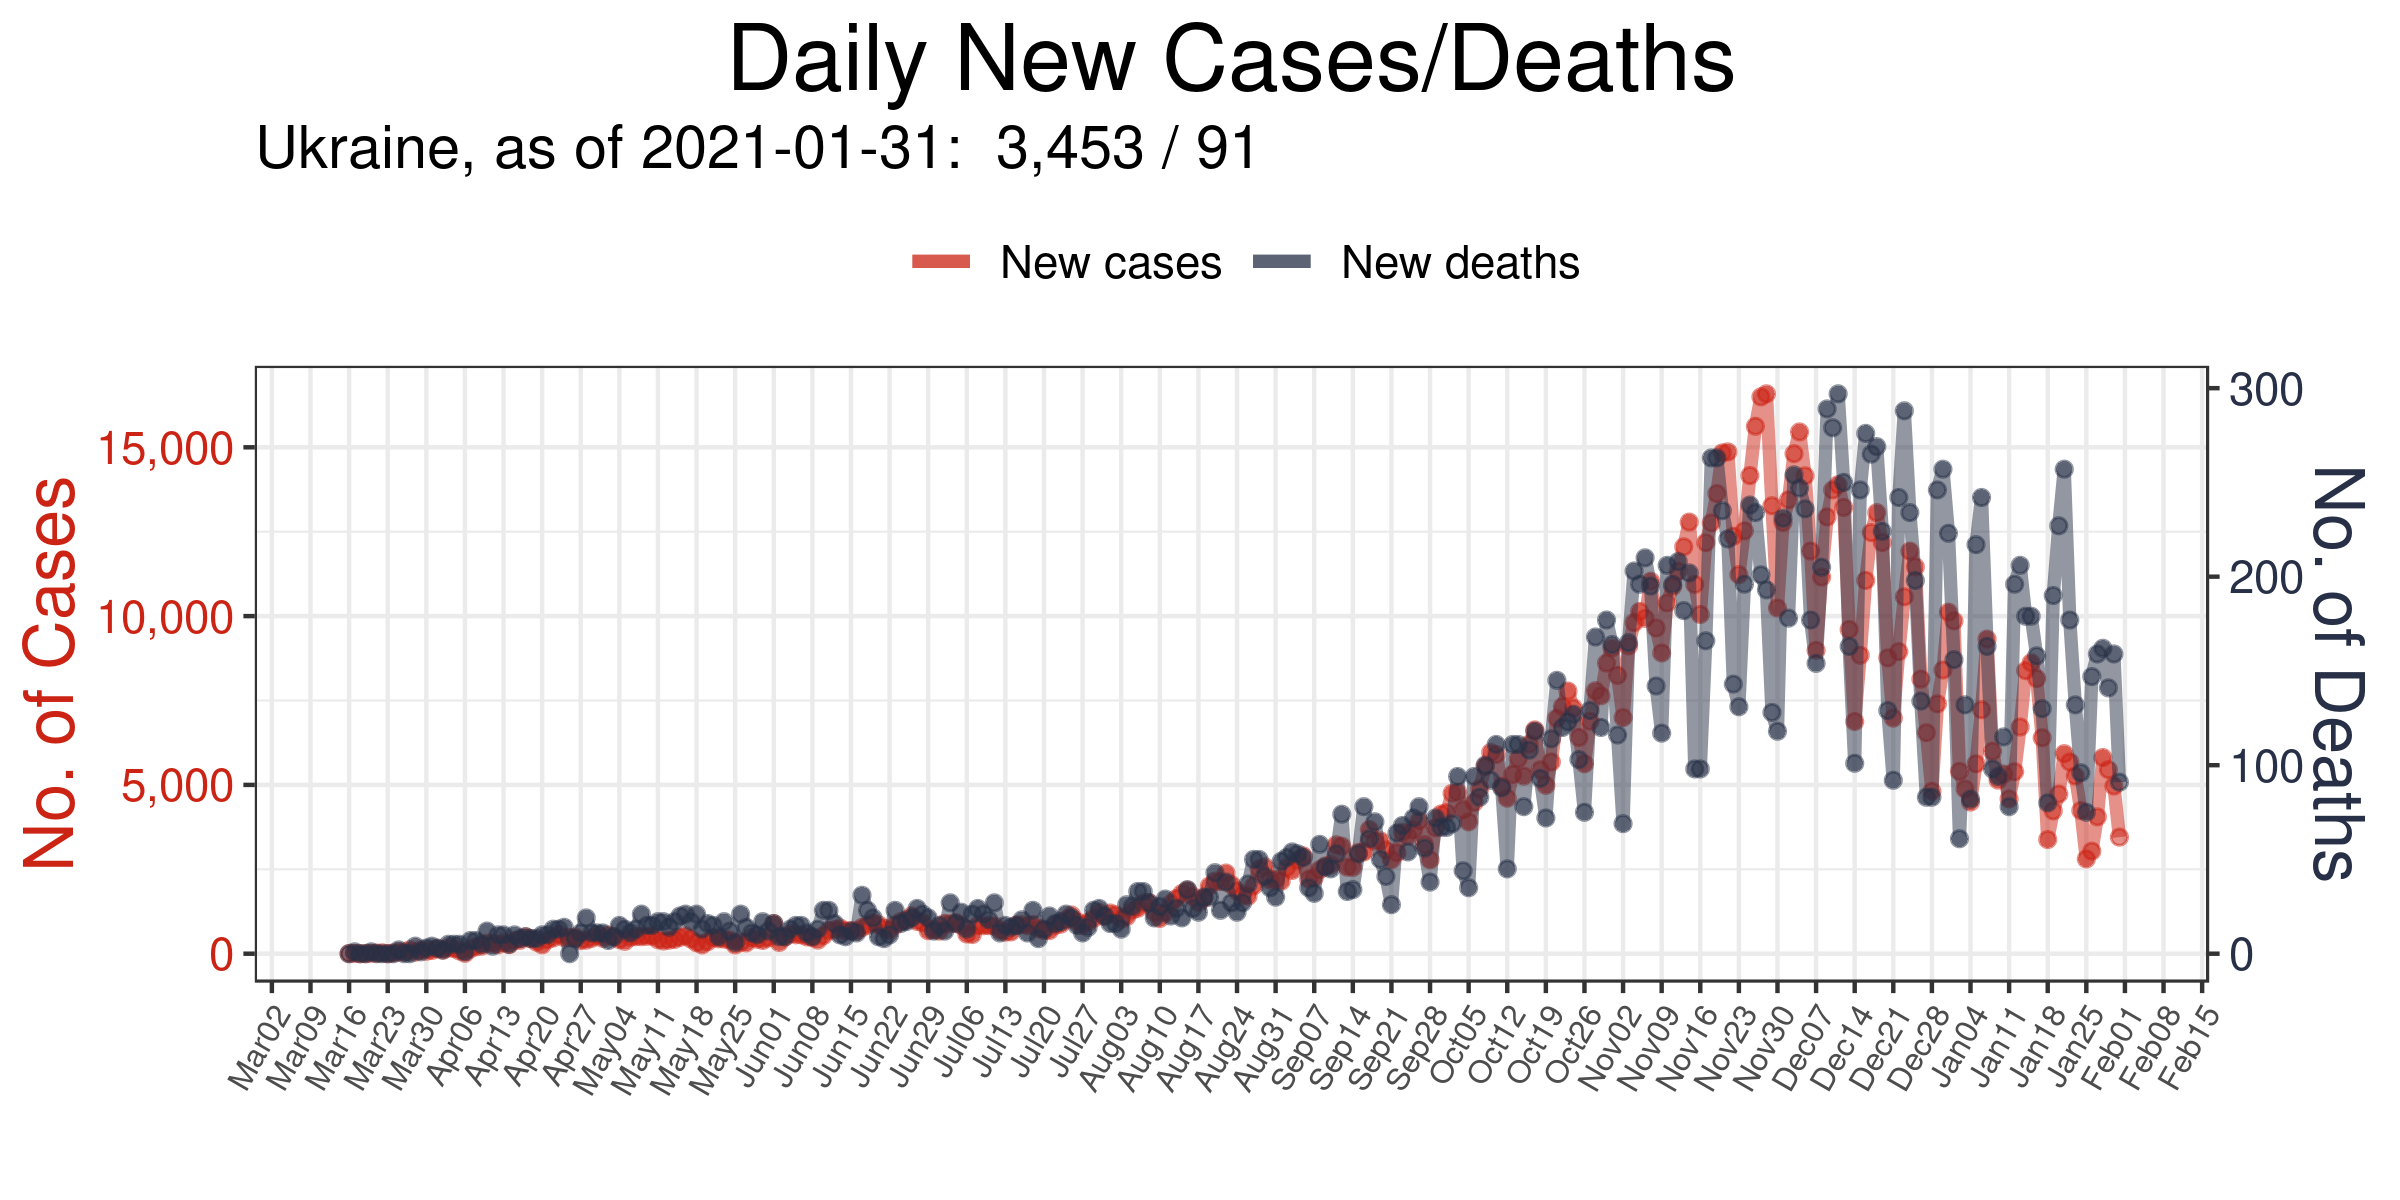 Daily New Cases/Deaths
Ukraine, as of 2021-01-31: 3,453 / 91
New cases
New deaths
No. of Cases
15,000
10,000
5,000
0
300
200
100
0
No. of Deaths
Mar02
Mar09
Mar16
Mar23
Mar30
Apr06
Apr13
Apr20
Apr27
May04
May11
May18
May25
Jun01
Jun08
Jun15
Jun22
Jun29
Jul06
Jul13
Jul20
Jul27
Aug03
Aug10
Aug17
Aug24
Aug31
Sep07
Sep14
Sep21
Sep28
Oct05
Oct12
Oct19
Oct26
Nov02
Nov09
Nov16
Nov23
Nov30
Dec07
Dec14
Dec21
Dec28
Jan04
Jan11
Jan18
Jan25
Feb01
Feb08
Feb15